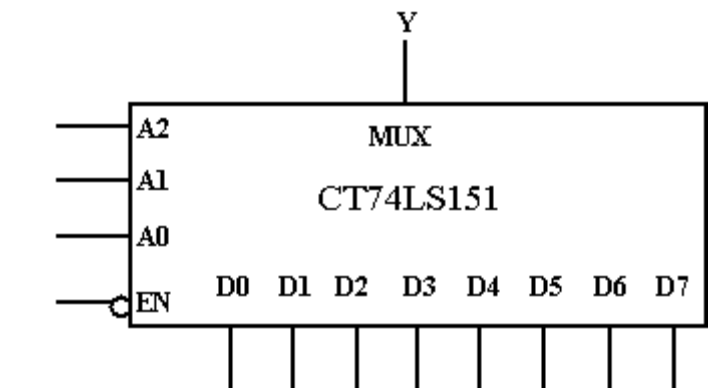 Y
A2
MUX
A1
CT74LS151
A0
EN
D0 D1 D2 D3 D4 D5 D6 D7